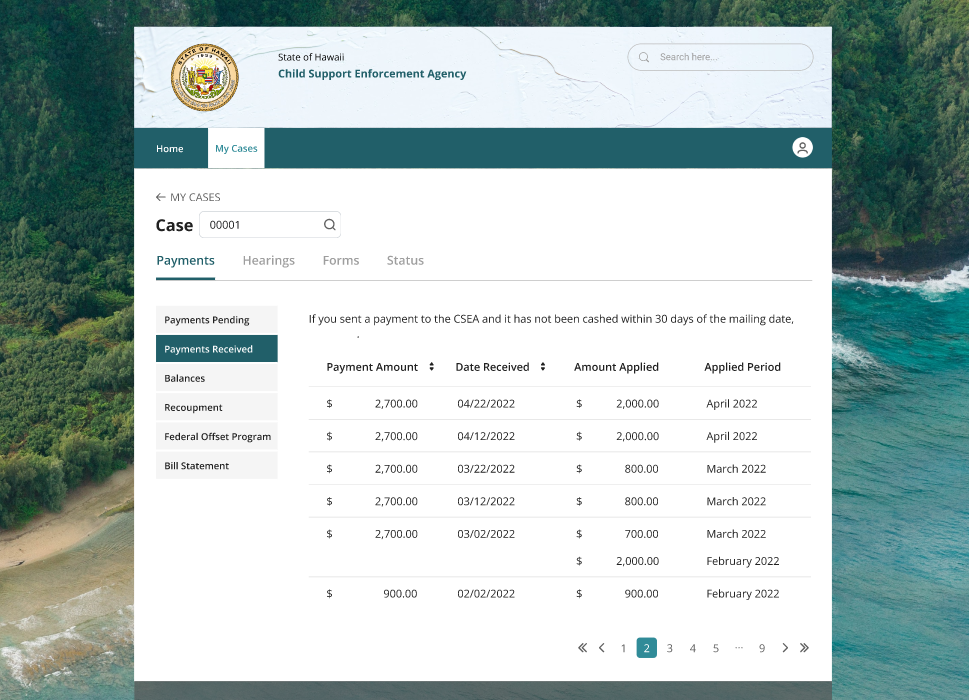 STATE OF HAWAII
1959
State of Hawaii
Child Support Enforcement Agency
Search here...
Home
My Cases
← MY CASES
Case 00001
Payments Hearings Forms Status
Payments Pending
Payments Received
Balances
Recoupment
Federal Offset Program
Bill Statement
If you sent a payment to the CSEA and it has not been cashed within 30 days of the mailing date,
.
Payment Amount Date Received Amount Applied Applied Period
$ 2,700.00 04/22/2022 $ 2,000.00 April 2022
$ 2,700.00 04/12/2022 $ 2,000.00 April 2022
$ 2,700.00 03/22/2022 $ 800.00 March 2022
$ 2,700.00 03/12/2022 $ 800.00 March 2022
$ 2,700.00 03/02/2022 $ 700.00 March 2022
$ 2,000.00 February 2022
$ 900.00 02/02/2022 $ 900.00 February 2022
« ‹ 1 2 3 4 5 ... 9 › »